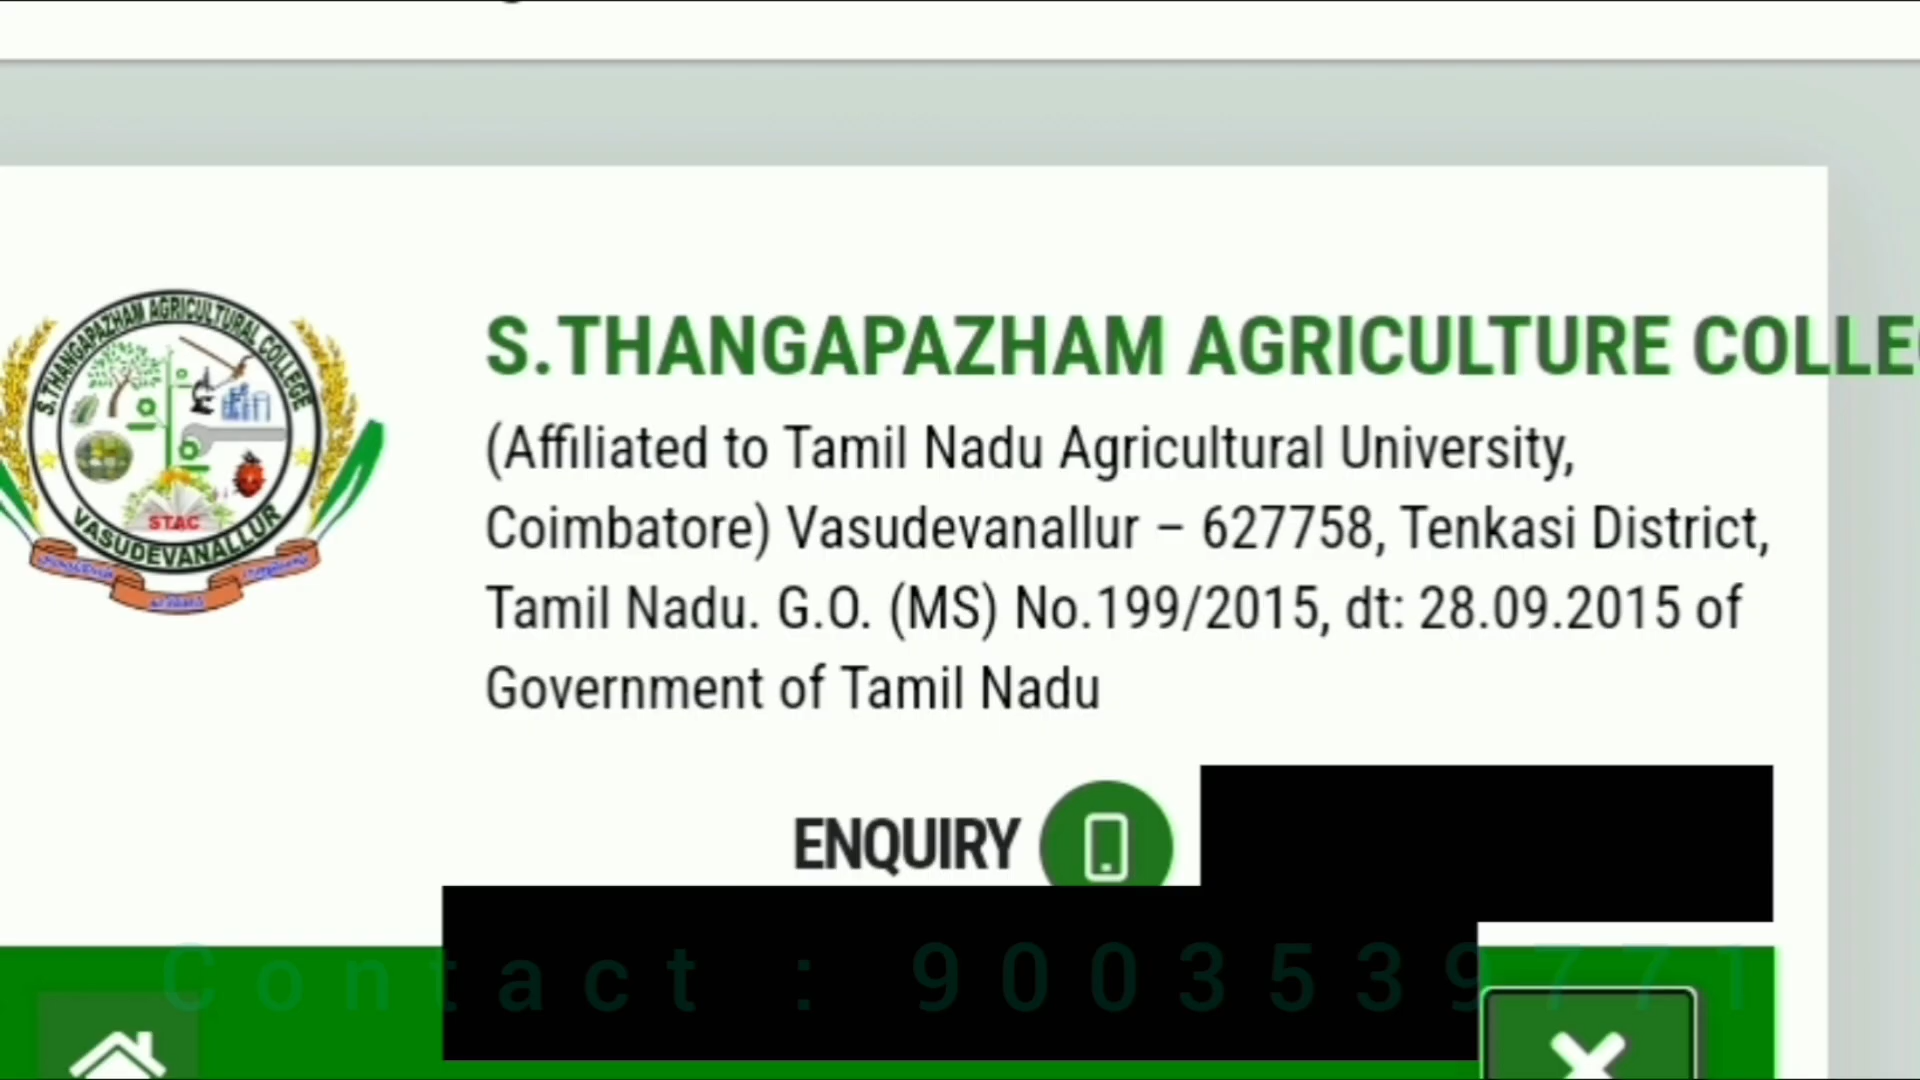 S.THANGAPAZHAM AGRICULTURAL COLLEGE
STAC
VASUDEVANALLUR
S.THANGAPAZHAM AGRICULTURE COLLE
(Affiliated to Tamil Nadu Agricultural University,
Coimbatore) Vasudevanallur – 627758, Tenkasi District,
Tamil Nadu. G.O. (MS) No.199/2015, dt: 28.09.2015 of
Government of Tamil Nadu
ENQUIRY
Contact : 9003539771